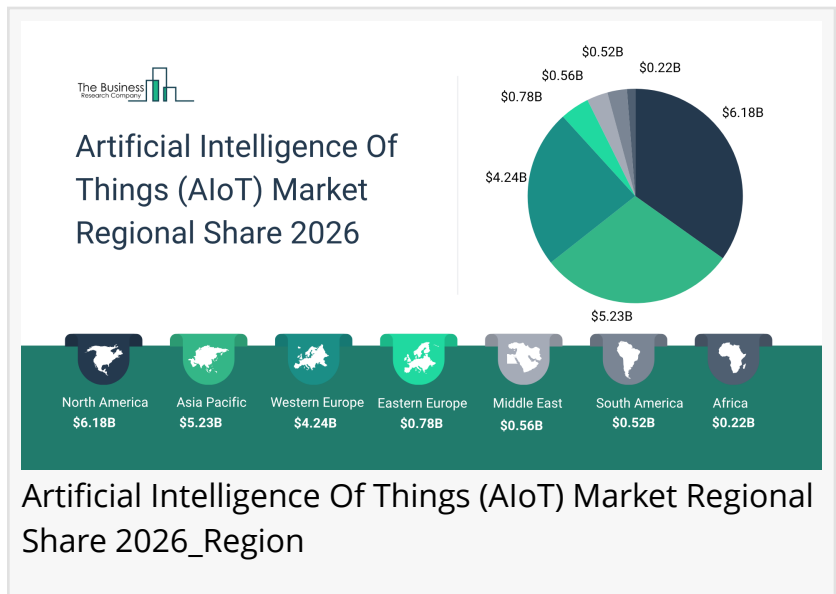 The Business
Research Company
Artificial Intelligence Of
Things (AIoT) Market
Regional Share 2026
$0.52B
$0.22B
$0.56B
$0.78B
$6.18B
$4.24B
$5.23B
North America
$6.18B
Asia Pacific
$5.23B
Western Europe
$4.24B
Eastern Europe
$0.78B
Middle East
$0.56B
South America
$0.52B
Africa
$0.22B
Artificial Intelligence Of Things (AIoT) Market Regional
Share 2026_Region